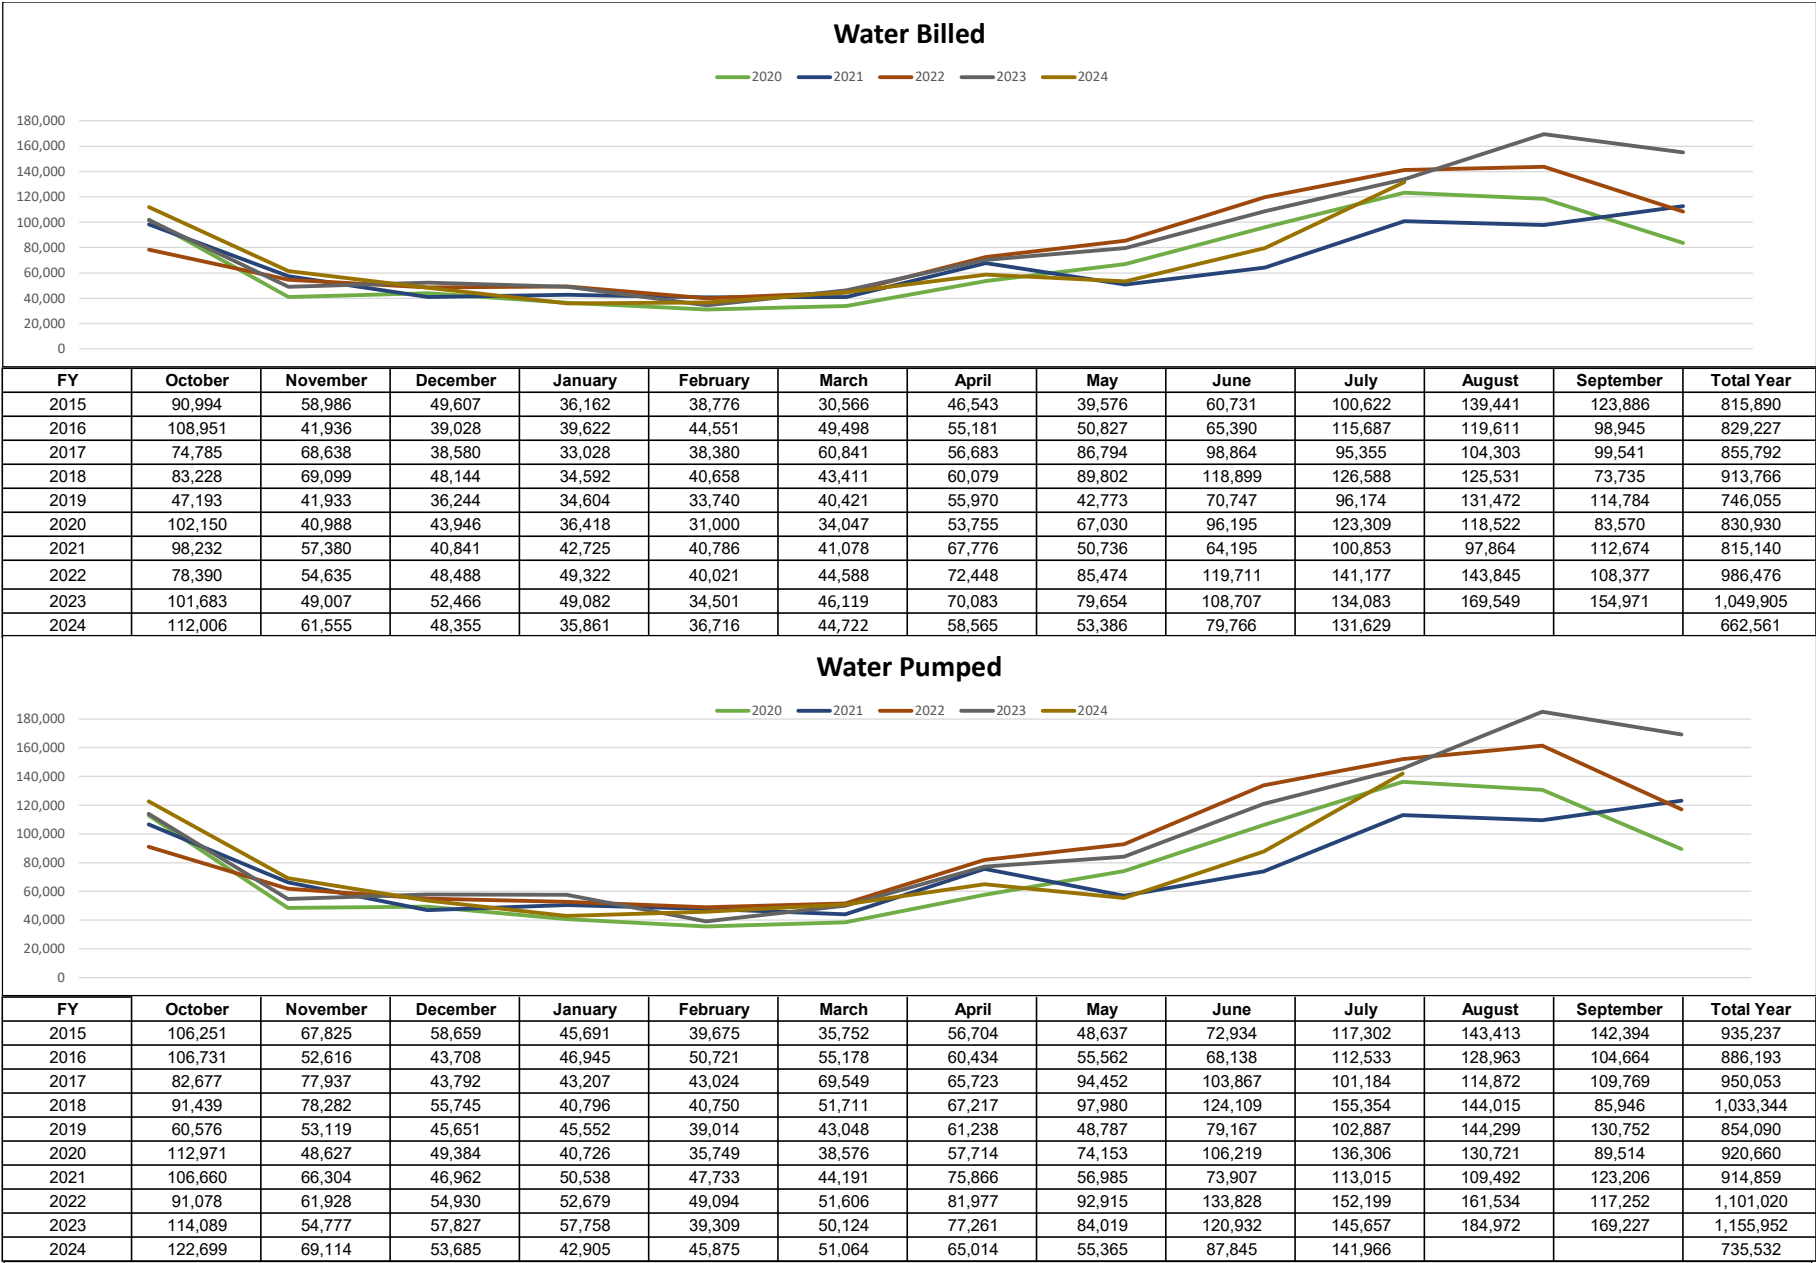 Water Billed
2020 2021 2022 2023 2024
180,000
160,000
140,000
120,000
100,000
80,000
60,000
40,000
20,000
0
FY October November December January February March April May June July August September Total Year
2015 90,994 58,986 49,607 36,162 38,776 30,566 46,543 39,576 60,731 100,622 139,441 123,886 815,890
2016 108,951 41,936 39,028 39,622 44,551 49,498 55,181 50,827 65,390 115,687 119,611 98,945 829,227
2017 74,785 68,638 38,580 33,028 38,380 60,841 56,683 86,794 98,864 95,355 104,303 99,541 855,792
2018 83,228 69,099 48,144 34,592 40,658 43,411 60,079 89,802 118,899 126,588 125,531 73,735 913,766
2019 47,193 41,933 36,244 34,604 33,740 40,421 55,970 42,773 70,747 96,174 131,472 114,784 746,055
2020 102,150 40,988 43,946 36,418 31,000 34,047 53,755 67,030 96,195 123,309 118,522 83,570 830,930
2021 98,232 57,380 40,841 42,725 40,786 41,078 67,776 50,736 64,195 100,853 97,864 112,674 815,140
2022 78,390 54,635 48,488 49,322 40,021 44,588 72,448 85,474 119,711 141,177 143,845 108,377 986,476
2023 101,683 49,007 52,466 49,082 34,501 46,119 70,083 79,654 108,707 134,083 169,549 154,971 1,049,905
2024 112,006 61,555 48,355 35,861 36,716 44,722 58,565 53,386 79,766 131,629 662,561
Water Pumped
2020 2021 2022 2023 2024
180,000
160,000
140,000
120,000
100,000
80,000
60,000
40,000
20,000
0
FY October November December January February March April May June July August September Total Year
2015 106,251 67,825 58,659 45,691 39,675 35,752 56,704 48,637 72,934 117,302 143,413 142,394 935,237
2016 106,731 52,616 43,708 46,945 50,721 55,178 60,434 55,562 68,138 112,533 128,963 104,664 886,193
2017 82,677 77,937 43,792 43,207 43,024 69,549 65,723 94,452 103,867 101,184 114,872 109,769 950,053
2018 91,439 78,282 55,745 40,796 40,750 51,711 67,217 97,980 124,109 155,354 144,015 85,946 1,033,344
2019 60,576 53,119 45,651 45,552 39,014 43,048 61,238 48,787 79,167 102,887 144,299 130,752 854,090
2020 112,971 48,627 49,384 40,726 35,749 38,576 57,714 74,153 106,219 136,306 130,721 89,514 920,660
2021 106,660 66,304 46,962 50,538 47,733 44,191 75,866 56,985 73,907 113,015 109,492 123,206 914,859
2022 91,078 61,928 54,930 52,679 49,094 51,606 81,977 92,915 133,828 152,199 161,534 117,252 1,101,020
2023 114,089 54,777 57,827 57,758 39,309 50,124 77,261 84,019 120,932 145,657 184,972 169,227 1,155,952
2024 122,699 69,114 53,685 42,905 45,875 51,064 65,014 55,365 87,845 141,966 735,532